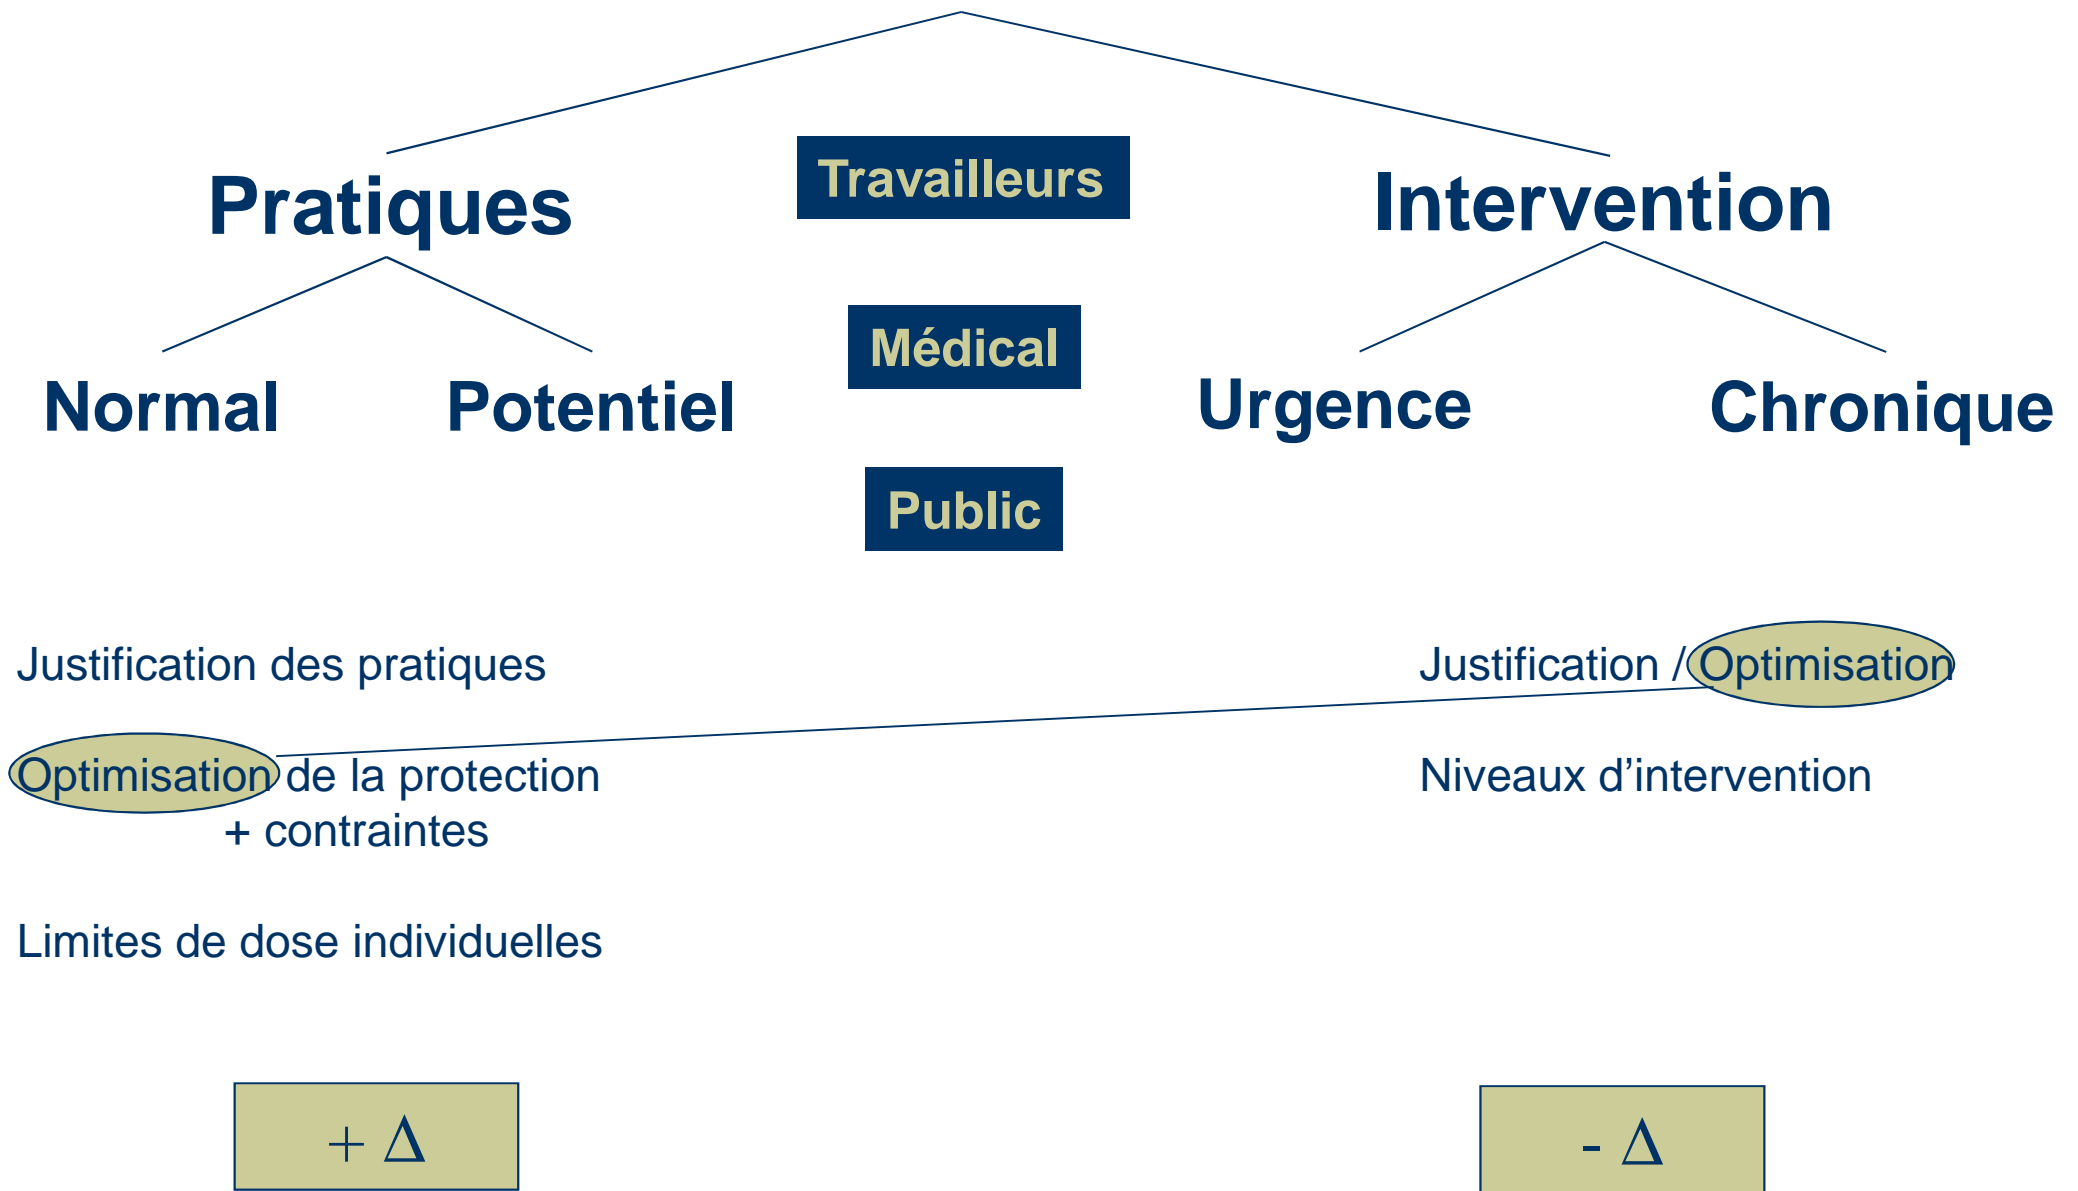 Pratiques
Travailleurs
Intervention
Médical
Normal
Potentiel
Urgence
Chronique
Public
Justification des pratiques
Justification / Optimisation
Optimisation de la protection
+ contraintes
Niveaux d’intervention
Limites de dose individuelles
+ Δ
- Δ